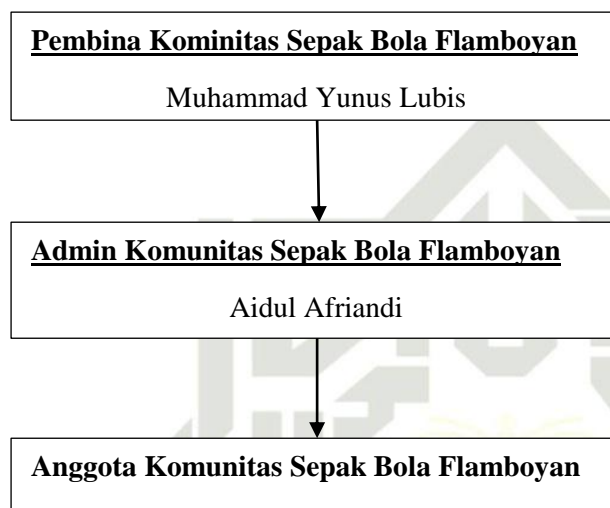 Pembina Kominitas Sepak Bola Flamboyan
Muhammad Yunus Lubis
Admin Komunitas Sepak Bola Flamboyan
Aidul Afriandi
Anggota Komunitas Sepak Bola Flamboyan